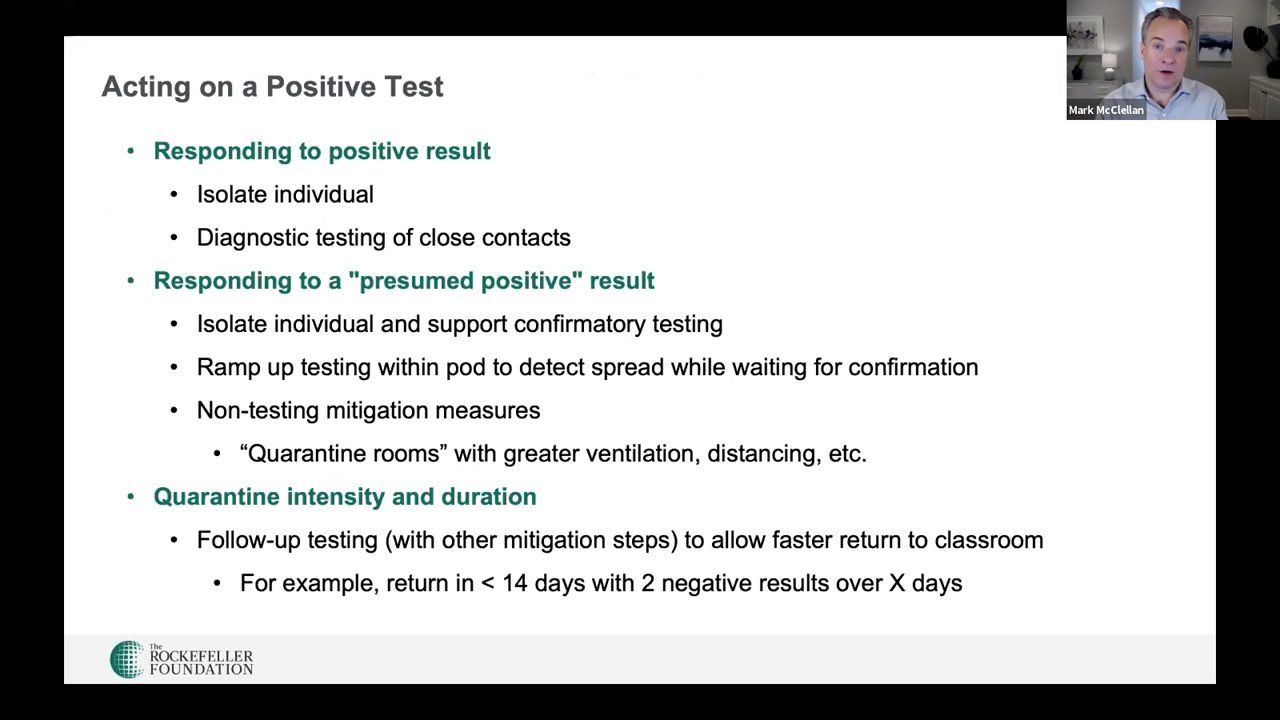 Acting on a Positive Test
Mark McClellan
• Responding to positive result
• Isolate individual
• Diagnostic testing of close contacts
• Responding to a "presumed positive" result
• Isolate individual and support confirmatory testing
• Ramp up testing within pod to detect spread while waiting for confirmation
• Non-testing mitigation measures
• “Quarantine rooms” with greater ventilation, distancing, etc.
• Quarantine intensity and duration
• Follow-up testing (with other mitigation steps) to allow faster return to classroom
• For example, return in < 14 days with 2 negative results over X days
The
ROCKEFELLER
FOUNDATION